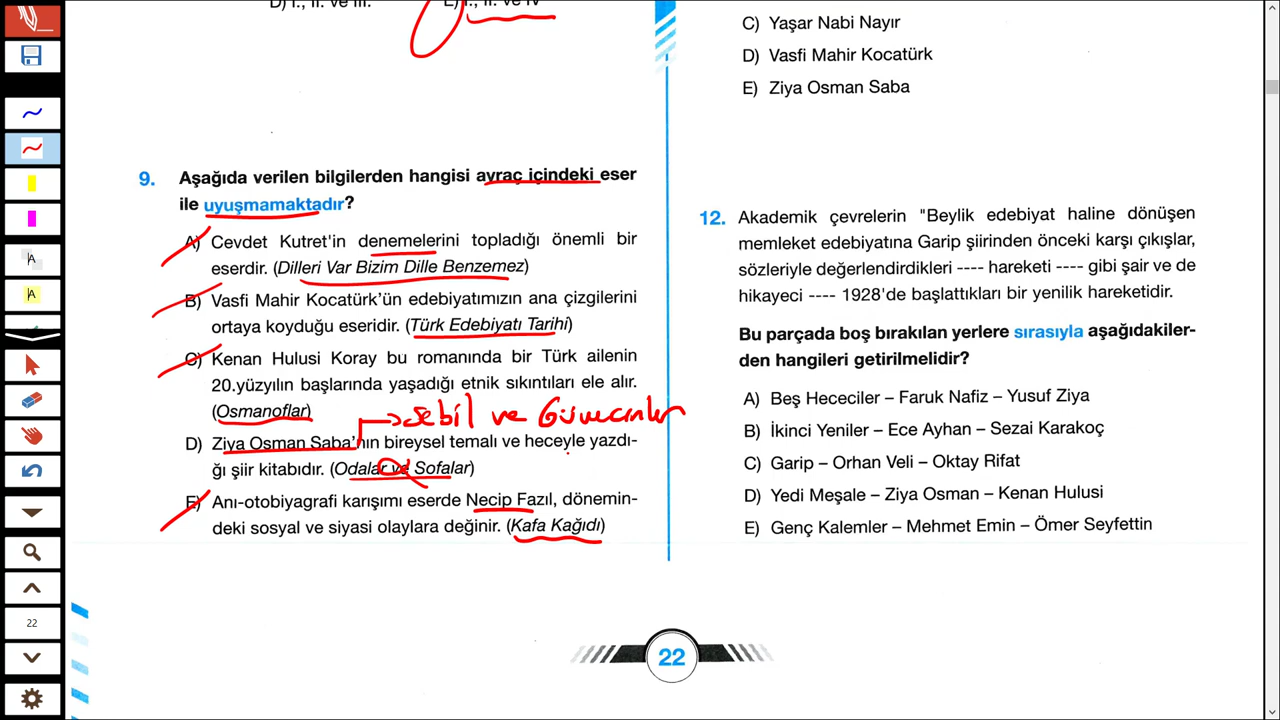 D) I., II. ve III.
E) I., II. ve IV
9. Aşağıda verilen bilgilerden hangisi ayraç içindeki eser
ile uyuşmamaktadır?
A) Cevdet Kutret'in denemelerini topladığı önemli bir
eserdir. (Dilleri Var Bizim Dille Benzemez)
B) Vasfi Mahir Kocatürk'ün edebiyatımızın ana çizgilerini
ortaya koyduğu eseridir. (Türk Edebiyatı Tarihi)
C) Kenan Hulusi Koray bu romanında bir Türk ailenin
20.yüzyılın başlarında yaşadığı etnik sıkıntıları ele alır.
(Osmanoflar)
sebil ve Güvercinler
D) Ziya Osman Saba'nın bireysel temalı ve heceyle yazdı-
ğı şiir kitabıdır. (Odalar ve Sofalar)
E) Anı-otobiyagrafi karışımı eserde Necip Fazıl, dönemin-
deki sosyal ve siyasi olaylara değinir. (Kafa Kağıdı)
C) Yaşar Nabi Nayır
D) Vasfi Mahir Kocatürk
E) Ziya Osman Saba
12. Akademik çevrelerin "Beylik edebiyat haline dönüşen
memleket edebiyatına Garip şiirinden önceki karşı çıkışlar,
sözleriyle değerlendirdikleri ---- hareketi ---- gibi şair ve de
hikayeci ---- 1928'de başlattıkları bir yenilik hareketidir.
Bu parçada boş bırakılan yerlere sırasıyla aşağıdakiler-
den hangileri getirilmelidir?
A) Beş Hececiler – Faruk Nafiz – Yusuf Ziya
B) İkinci Yeniler – Ece Ayhan – Sezai Karakoç
C) Garip – Orhan Veli – Oktay Rifat
D) Yedi Meşale – Ziya Osman – Kenan Hulusi
E) Genç Kalemler – Mehmet Emin – Ömer Seyfettin
22
A
A
22